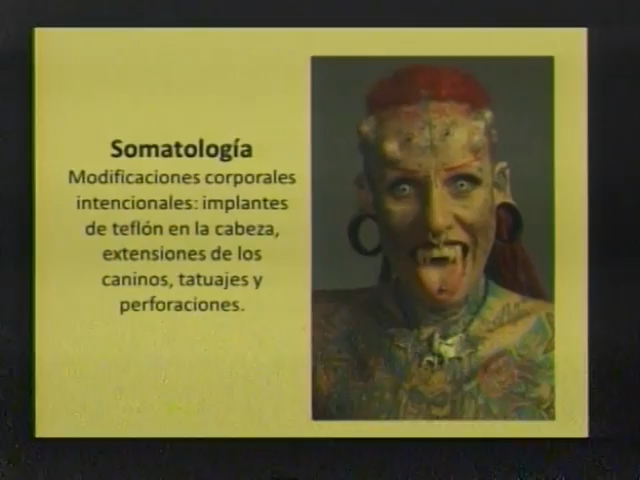 Somatología
Modificaciones corporales
intencionales: implantes
de teflón en la cabeza,
extensiones de los
caninos, tatuajes y
perforaciones.